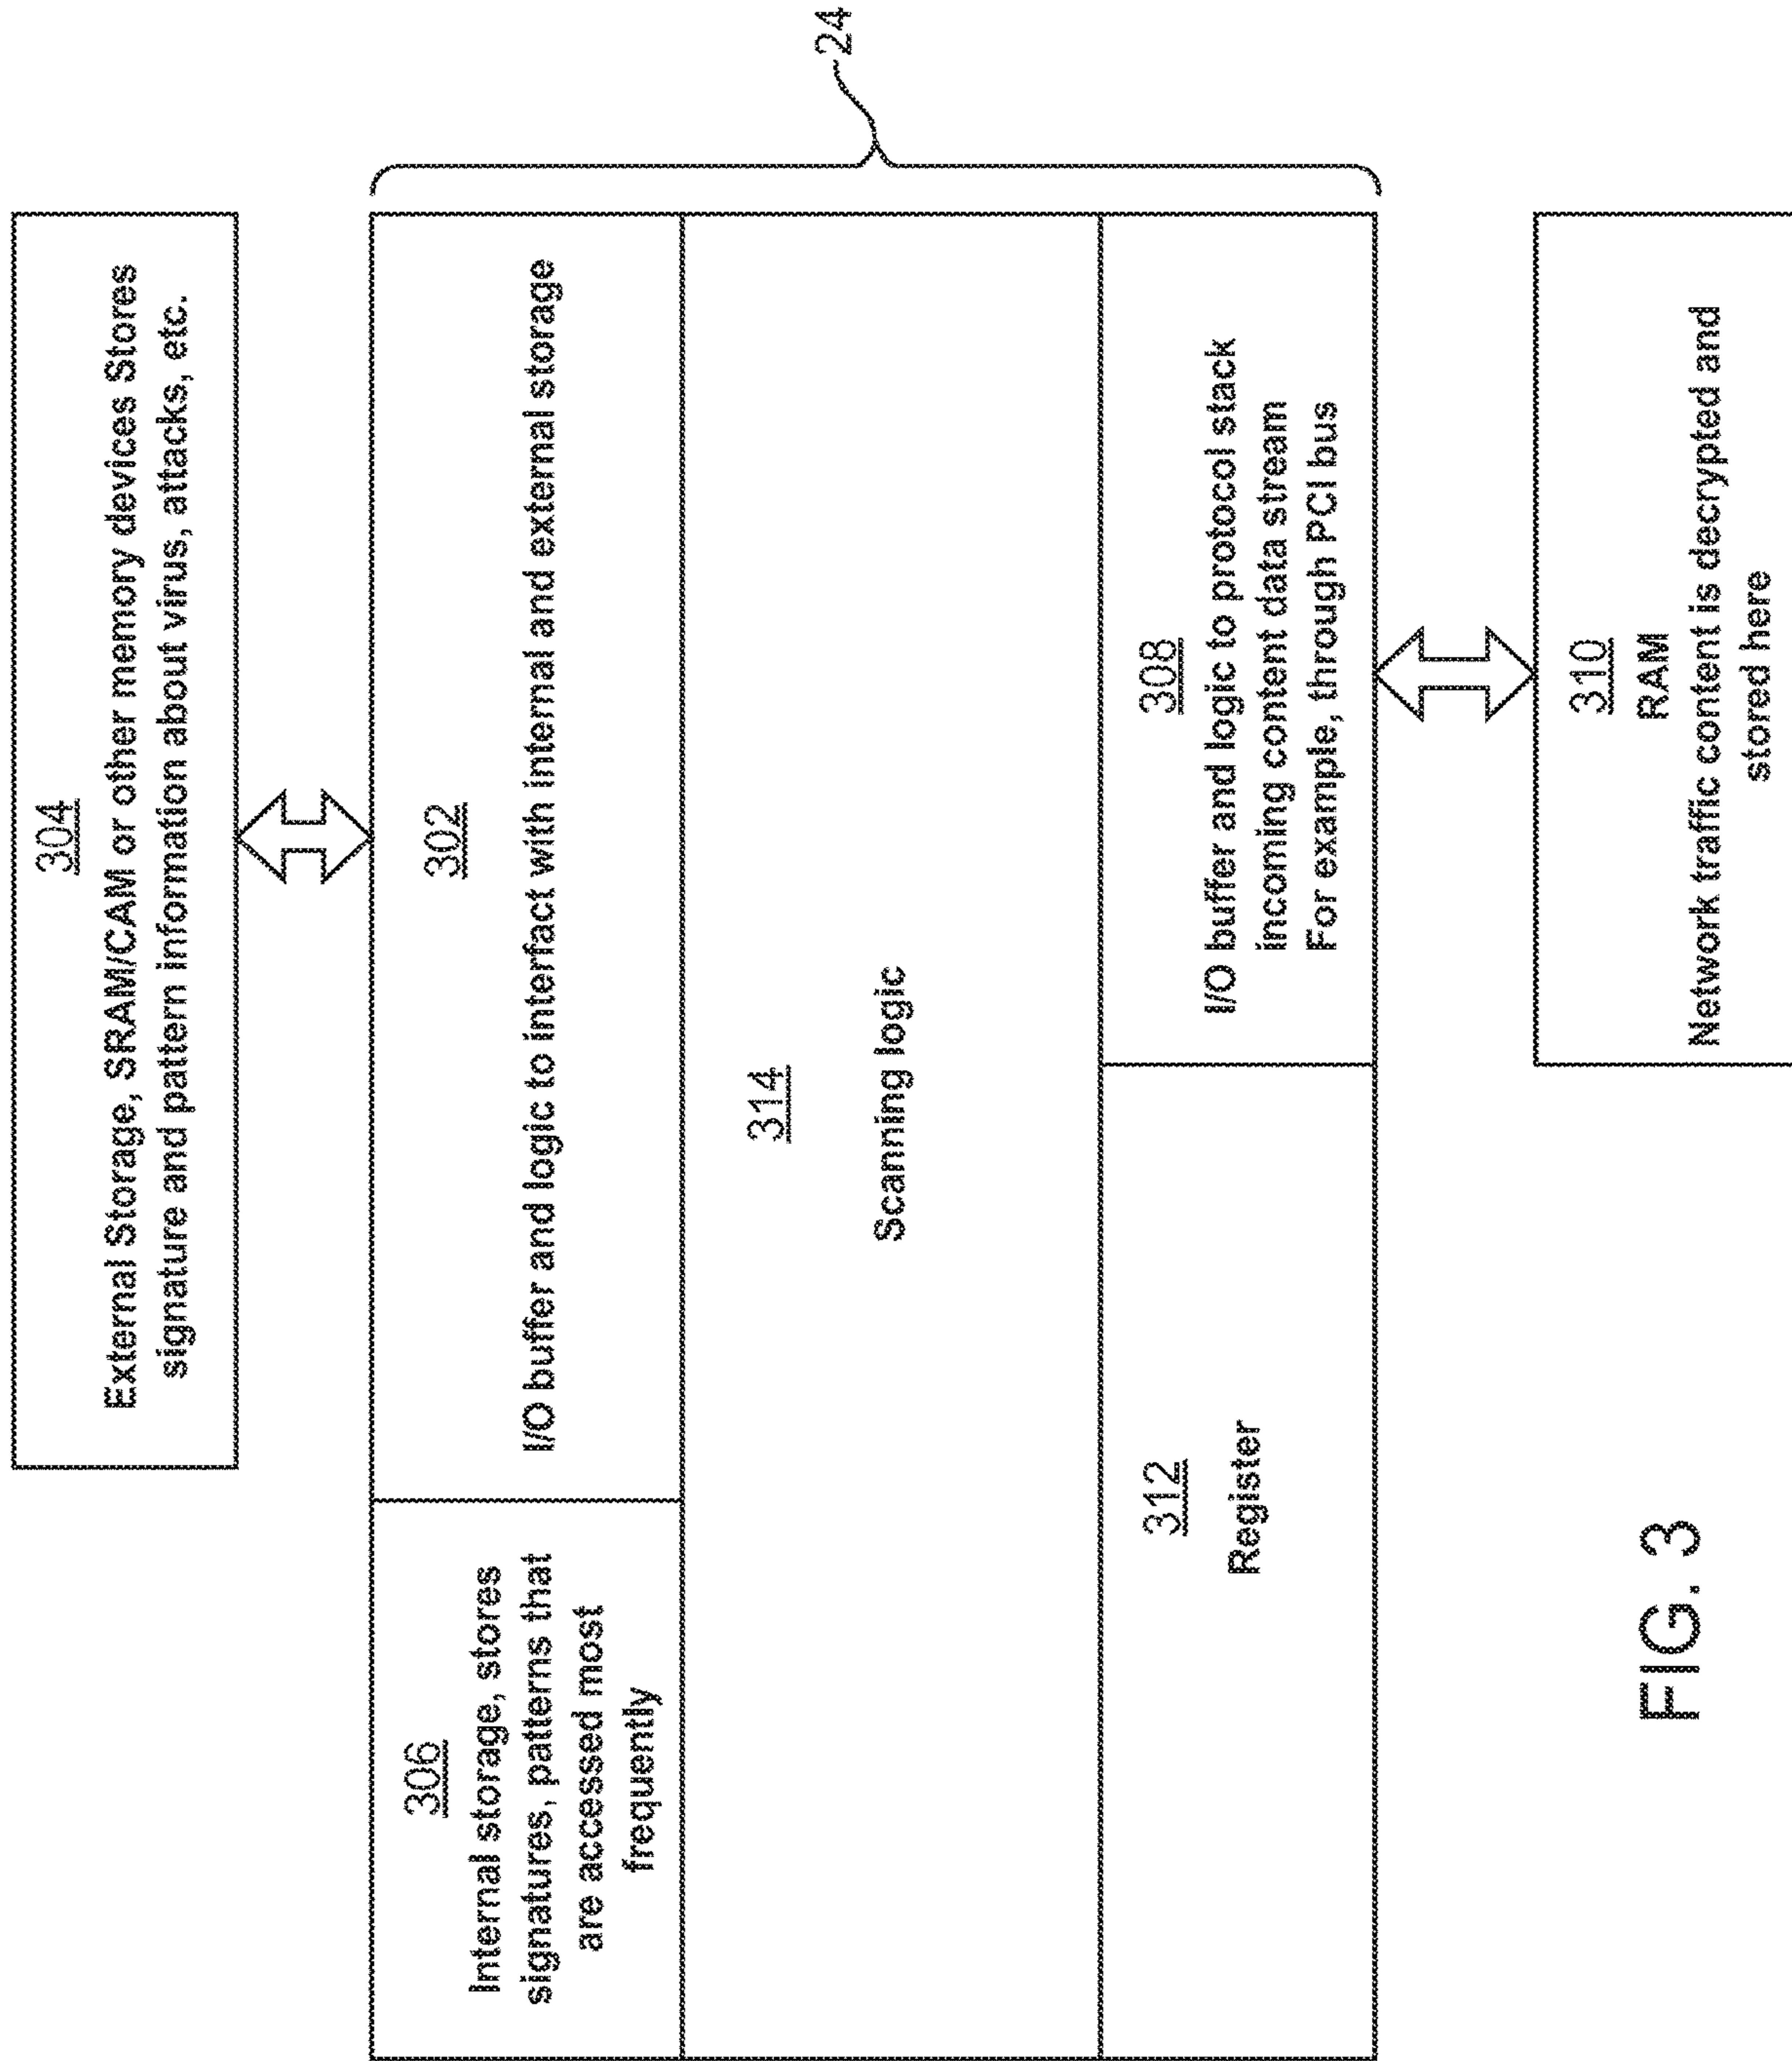 304
External Storage, SRAM/CAM or other memory devices Stores
signature and pattern information about virus, attacks, etc.
306
Internal storage, stores
signatures, patterns that
are accessed most
frequently
302
I/O buffer and logic to interfact with internal and external storage
314
Scanning logic
24
312
Register
308
I/O buffer and logic to protocol stack
incoming content data stream
For example, through PCI bus
310
RAM
Network traffic content is decrypted and
stored here
FIG. 3